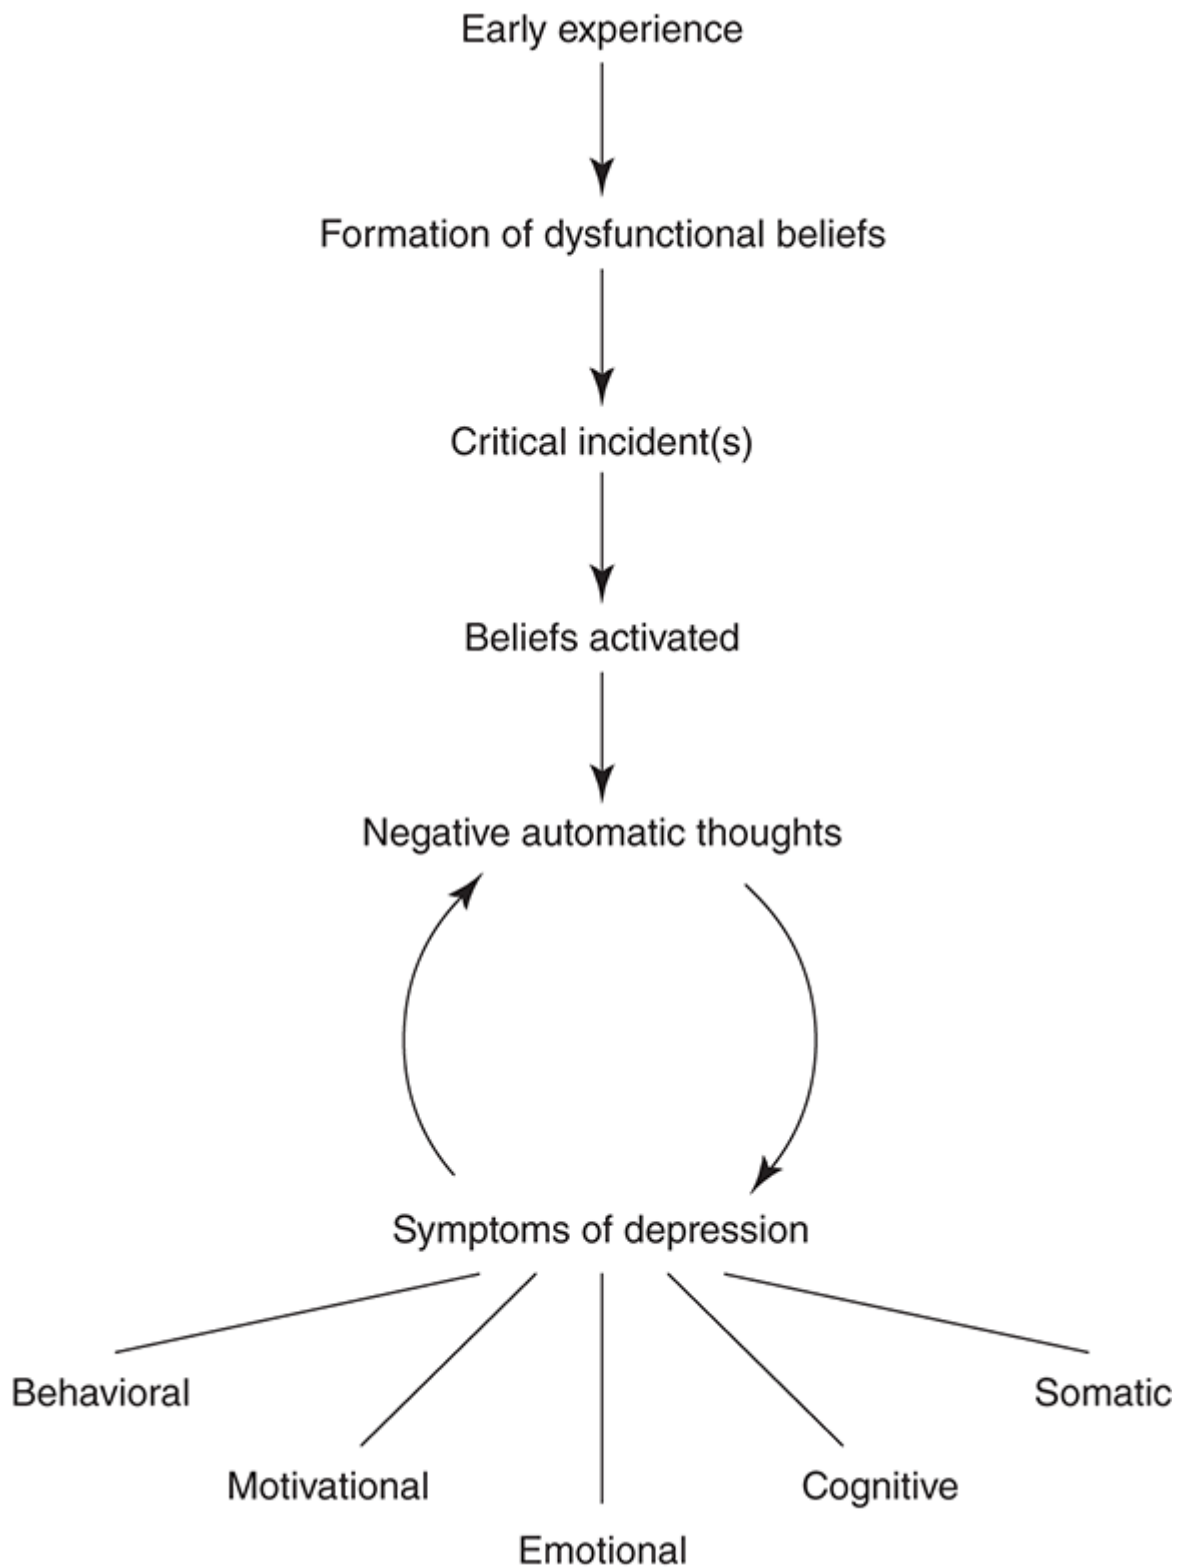 Early experience
Formation of dysfunctional beliefs
Critical incident(s)
Beliefs activated
Negative automatic thoughts
Symptoms of depression
Behavioral
Somatic
Motivational
Cognitive
Emotional